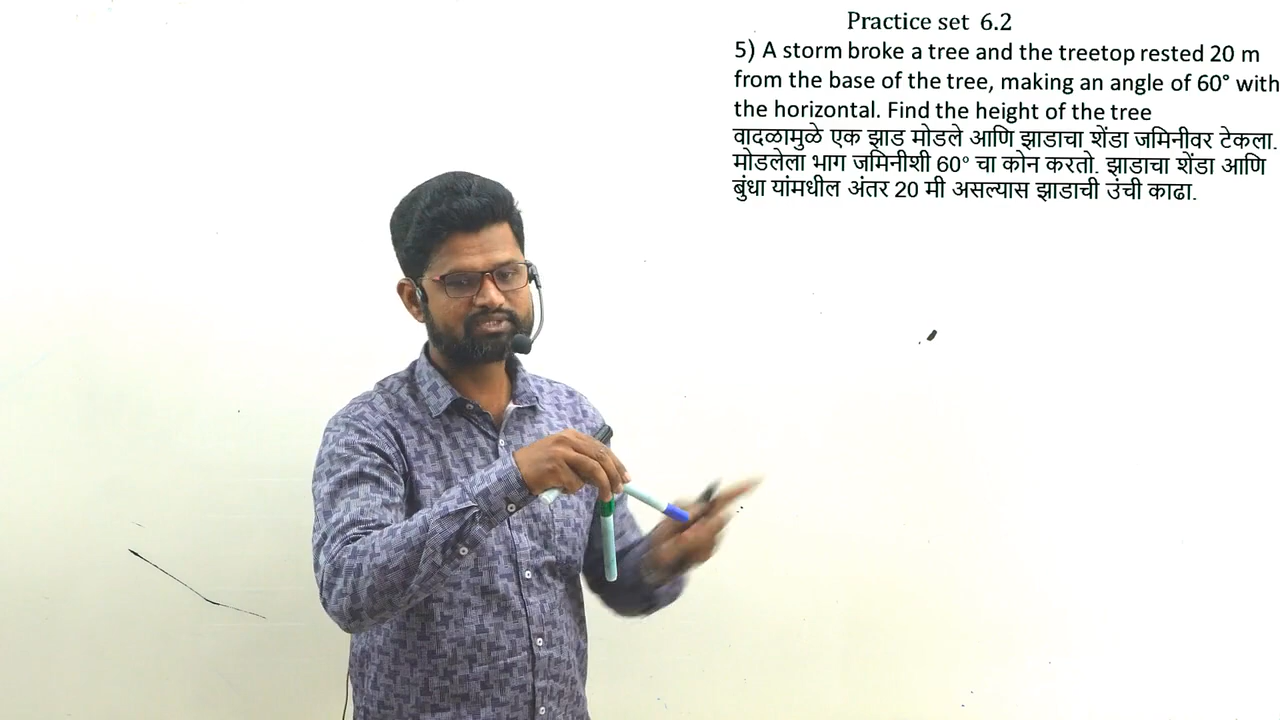 Practice set 6.2
5) A storm broke a tree and the treetop rested 20 m
from the base of the tree, making an angle of 60° with
the horizontal. Find the height of the tree
वादळामुळे एक झाड मोडले आणि झाडाचा शेंडा जमिनीवर टेकला.
मोडलेला भाग जमिनीशी 60° चा कोन करतो. झाडाचा शेंडा आणि
बुंधा यांमधील अंतर 20 मी असल्यास झाडाची उंची काढा.